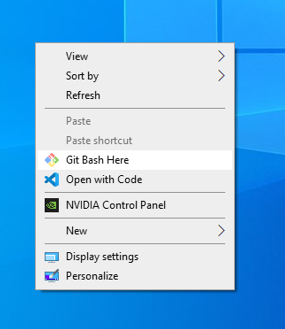 View
Sort by
Refresh
Paste
Paste shortcut
Git Bash Here
Open with Code
NVIDIA Control Panel
New
Display settings
Personalize